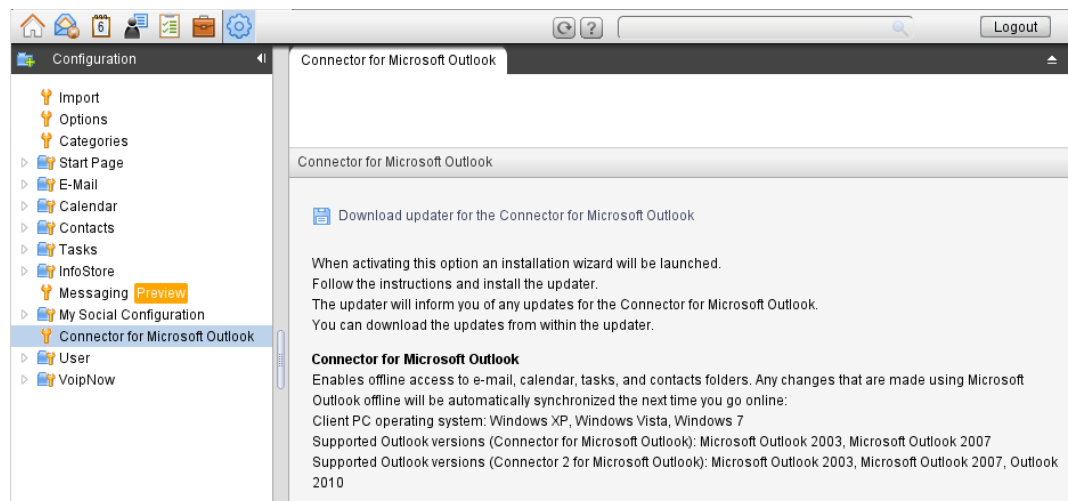 6
Logout
Configuration
Connector for Microsoft Outlook
Import
Options
Categories
Start Page
E-Mail
Calendar
Contacts
Tasks
InfoStore
Messaging Preview
My Social Configuration
Connector for Microsoft Outlook
User
VoipNow
Connector for Microsoft Outlook
Download updater for the Connector for Microsoft Outlook
When activating this option an installation wizard will be launched.
Follow the instructions and install the updater.
The updater will inform you of any updates for the Connector for Microsoft Outlook.
You can download the updates from within the updater.
Connector for Microsoft Outlook
Enables offline access to e-mail, calendar, tasks, and contacts folders. Any changes that are made using Microsoft
Outlook offline will be automatically synchronized the next time you go online:
Client PC operating system: Windows XP, Windows Vista, Windows 7
Supported Outlook versions (Connector for Microsoft Outlook): Microsoft Outlook 2003, Microsoft Outlook 2007
Supported Outlook versions (Connector 2 for Microsoft Outlook): Microsoft Outlook 2003, Microsoft Outlook 2007, Outlook
2010